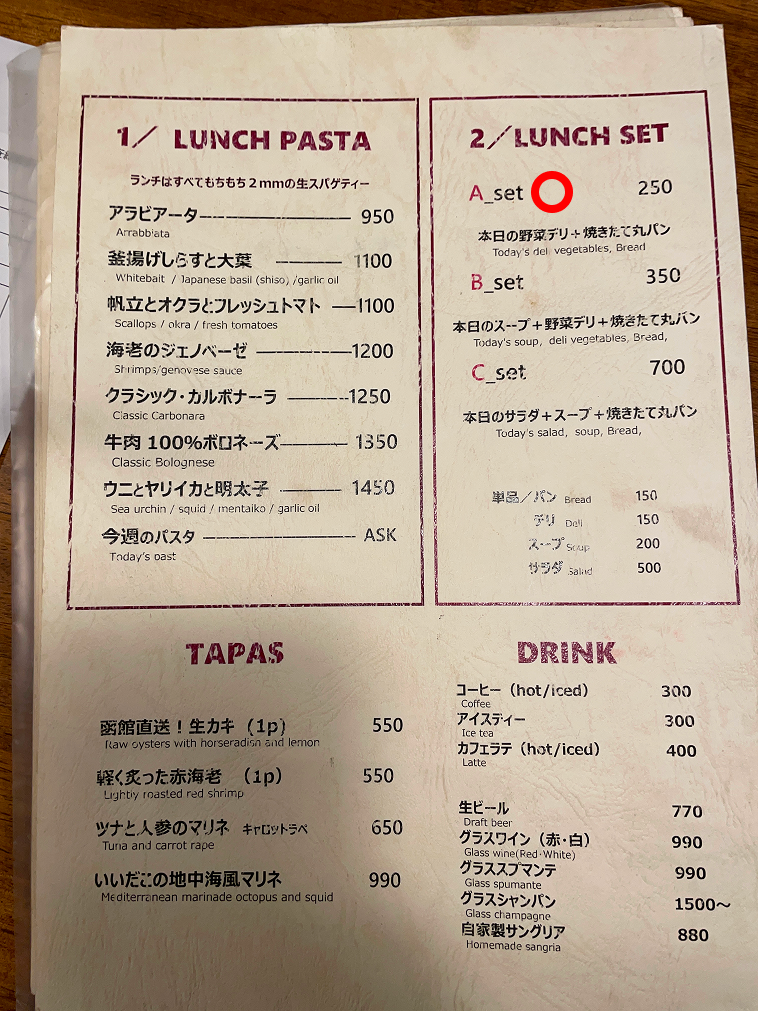 1／ LUNCH PASTA
ランチはすべてもちもち2mmの生スパゲティー
アラビアータ 950
Arrabbiata
釜揚げしらすと大葉 1100
Whitebait / Japanese basil (shiso) /garlic oil
帆立とオクラとフレッシュトマト 1100
Scallops / okra / fresh tomatoes
海老のジェノベーゼ 1200
Shrimps/genovese sauce
クラシック・カルボナーラ 1250
Classic Carbonara
牛肉 100%ボロネーズ 1350
Classic Bolognese
ウニとヤリイカと明太子 1450
Sea urchin / squid / mentaiko / garlic oil
今週のパスタ ASK
Today's past
2／LUNCH SET
A_set 250
本日の野菜デリ＋焼きたて丸パン
Today's deli vegetables, Bread
B_set 350
本日のスープ＋野菜デリ＋焼きたて丸パン
Today's soup, deli vegetables, Bread,
C_set 700
本日のサラダ＋スープ＋焼きたて丸パン
Today's salad, soup, Bread,
単品／パン Bread 150
デリ Deli 150
スープ Soup 200
サラダ Salad 500
TAPAS
函館直送！生カキ （1p） 550
Raw oysters with horseradish and lemon
軽く炙った赤海老 （1p） 550
Lightly roasted red shrimp
ツナと人参のマリネ キャロットラペ 650
Tuna and carrot rape
いいだこの地中海風マリネ 990
Mediterranean marinade octopus and squid
DRINK
コーヒー（hot/iced） 300
Coffee
アイスティー 300
Ice tea
カフェラテ（hot/iced） 400
Latte
生ビール 770
Draft beer
グラスワイン（赤・白） 990
Glass wine(Red・White)
グラススプマンテ 990
Glass spumante
グラスシャンパン 1500～
Glass champagne
自家製サングリア 880
Homemade sangria